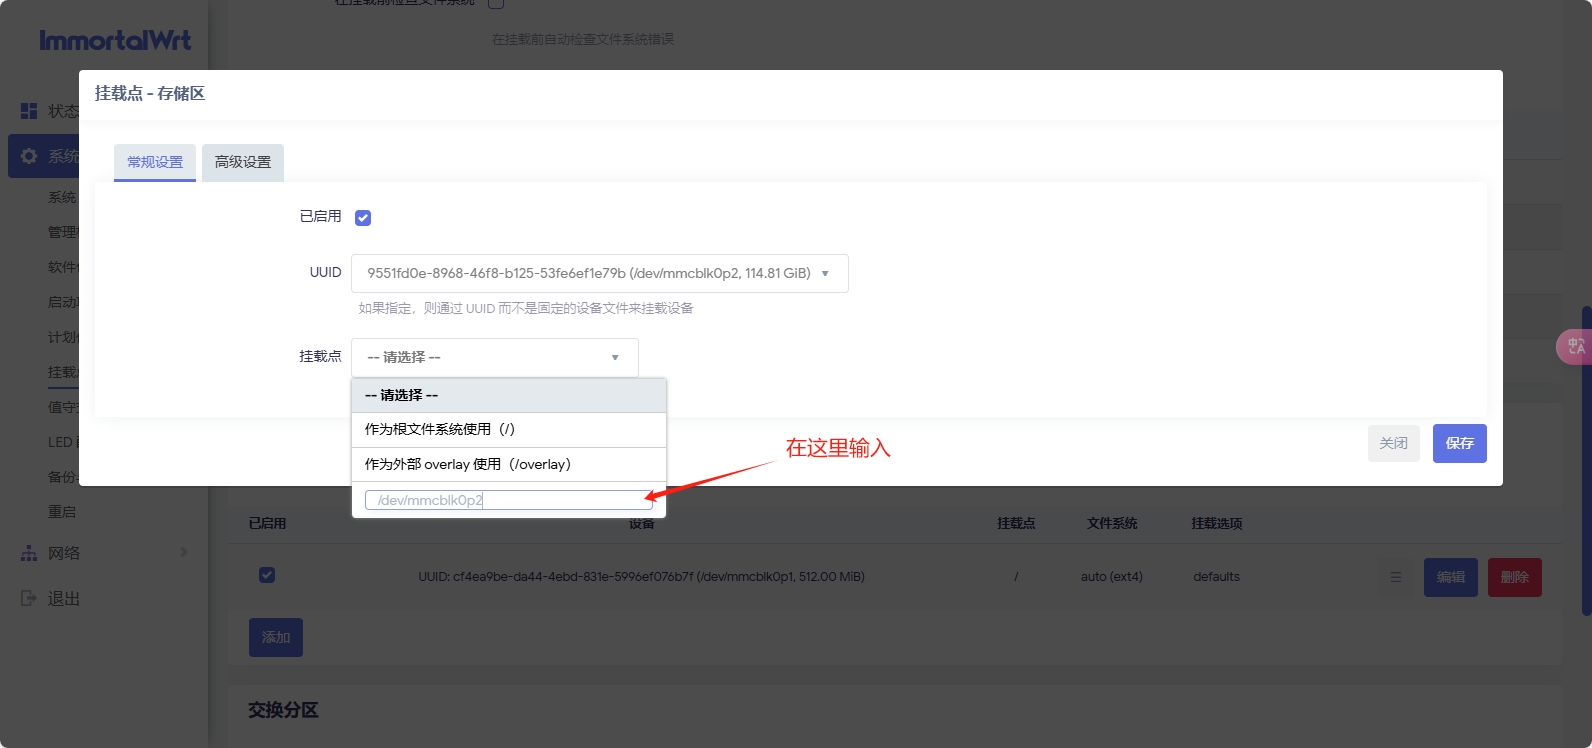 在挂载前检查文件系统
ImmortalWrt
在挂载前自动检查文件系统错误
挂载点 - 存储区
状态
系统
常规设置
高级设置
系统
已启用
管理
软件
UUID
9551fd0e-8968-46f8-b125-53fe6ef1e79b (/dev/mmcblk0p2, 114.81 GiB)
启动
如果指定，则通过 UUID 而不是固定的设备文件来挂载设备
计划
挂载点
-- 请选择 --
挂载
-- 请选择 --
值守
作为根文件系统使用（/）
LED
在这里输入
关闭
保存
作为外部 overlay 使用（/overlay）
备份
/dev/mmcblk0p2
重启
已启用
设备
挂载点
文件系统
挂载选项
网络
UUID: cf4ea9be-da44-4ebd-831e-5996ef076b7f (/dev/mmcblk0p1, 512.00 MiB)
/
auto (ext4)
defaults
☰
编辑
删除
退出
添加
交换分区